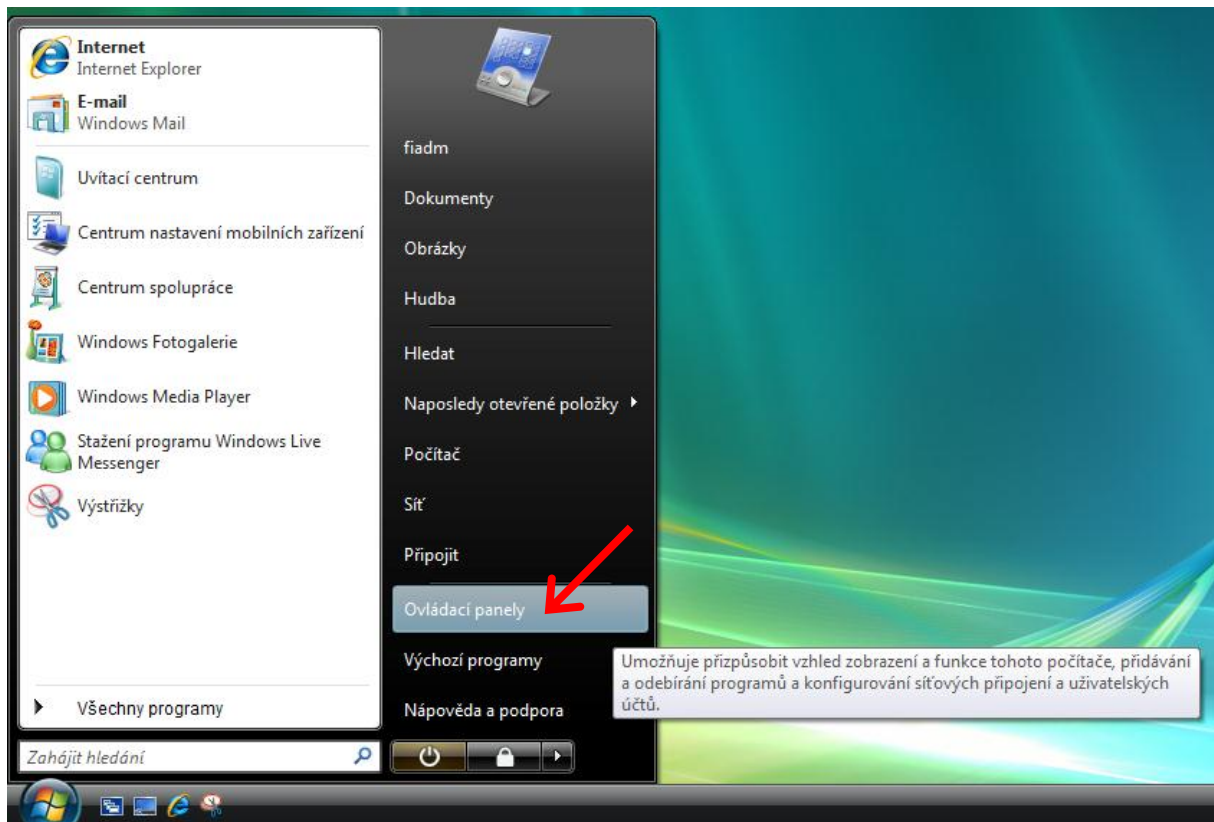 Internet
Internet Explorer
E-mail
Windows Mail
Uvítací centrum
Centrum nastavení mobilních zařízení
Centrum spolupráce
Windows Fotogalerie
Windows Media Player
Stažení programu Windows Live
Messenger
Výstřižky
Všechny programy
Zahájit hledání
fiadm
Dokumenty
Obrázky
Hudba
Hledat
Naposledy otevřené položky
Počítač
Síť
Připojit
Ovládací panely
Výchozí programy
Nápověda a podpora
Umožňuje přizpůsobit vzhled zobrazení a funkce tohoto počítače, přidávání
a odebírání programů a konfigurování síťových připojení a uživatelských
účtů.